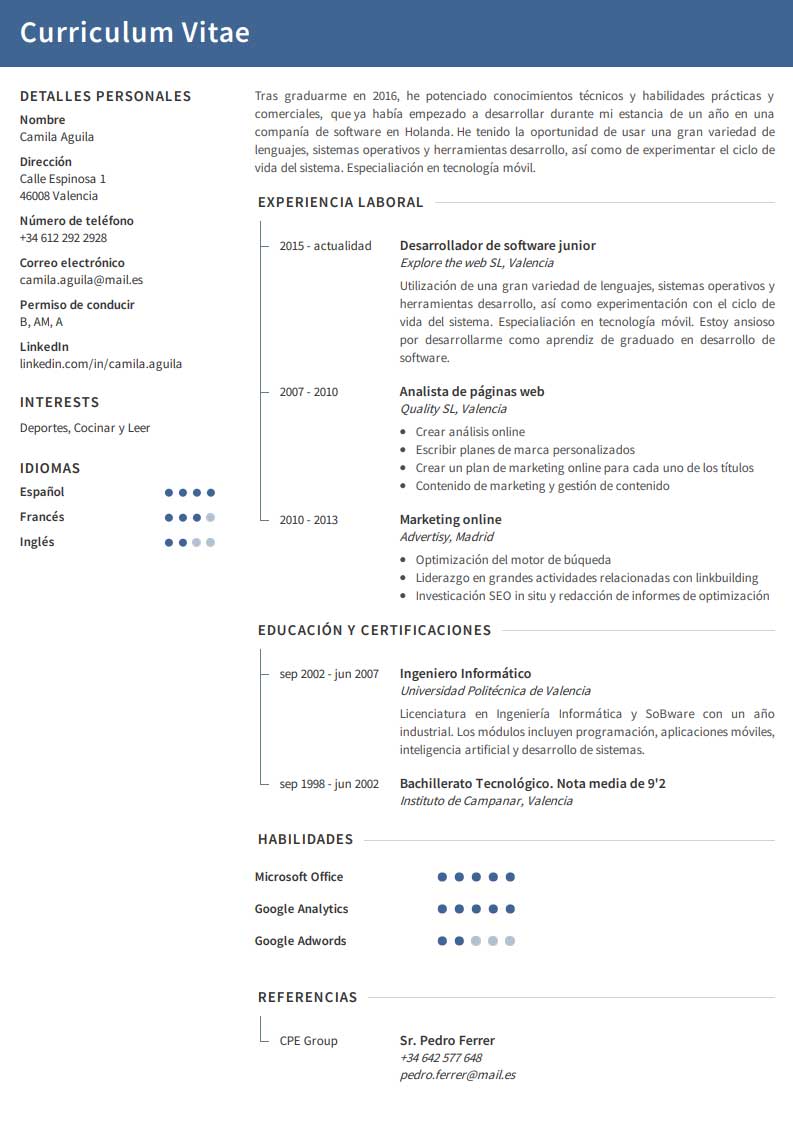 Curriculum Vitae
DETALLES PERSONALES
Nombre
Camila Aguila
Dirección
Calle Espinosa 1
46008 Valencia
Número de teléfono
+34 612 292 2928
Correo electrónico
camila.aguila@mail.es
Permiso de conducir
B, AM, A
LinkedIn
linkedin.com/in/camila.aguila
INTERESTS
Deportes, Cocinar y Leer
IDIOMAS
Español
Francés
Inglés
Tras graduarme en 2016, he potenciado conocimientos técnicos y habilidades prácticas y
comerciales, que ya había empezado a desarrollar durante mi estancia de un año en una
companía de software en Holanda. He tenido la oportunidad de usar una gran variedad de
lenguajes, sistemas operativos y herramientas desarrollo, así como de experimentar el ciclo de
vida del sistema. Especialiación en tecnología móvil.
EXPERIENCIA LABORAL
2015 - actualidad
Desarrollador de software junior
Explore the web SL, Valencia
Utilización de una gran variedad de lenguajes, sistemas operativos y
herramientas desarrollo, así como experimentación con el ciclo de
vida del sistema. Especialiación en tecnología móvil. Estoy ansioso
por desarrollarme como aprendiz de graduado en desarrollo de
software.
2007 - 2010
Analista de páginas web
Quality SL, Valencia
• Crear análisis online
• Escribir planes de marca personalizados
• Crear un plan de marketing online para cada uno de los títulos
• Contenido de marketing y gestión de contenido
2010 - 2013
Marketing online
Advertisy, Madrid
• Optimización del motor de búqueda
• Liderazgo en grandes actividades relacionadas con linkbuilding
• Investicación SEO in situ y redacción de informes de optimización
EDUCACIÓN Y CERTIFICACIONES
sep 2002 - jun 2007
Ingeniero Informático
Universidad Politécnica de Valencia
Licenciatura en Ingeniería Informática y SoBware con un año
industrial. Los módulos incluyen programación, aplicaciones móviles,
inteligencia artificial y desarrollo de sistemas.
sep 1998 - jun 2002
Bachillerato Tecnológico. Nota media de 9'2
Instituto de Campanar, Valencia
HABILIDADES
Microsoft Office
Google Analytics
Google Adwords
REFERENCIAS
CPE Group
Sr. Pedro Ferrer
+34 642 577 648
pedro.ferrer@mail.es